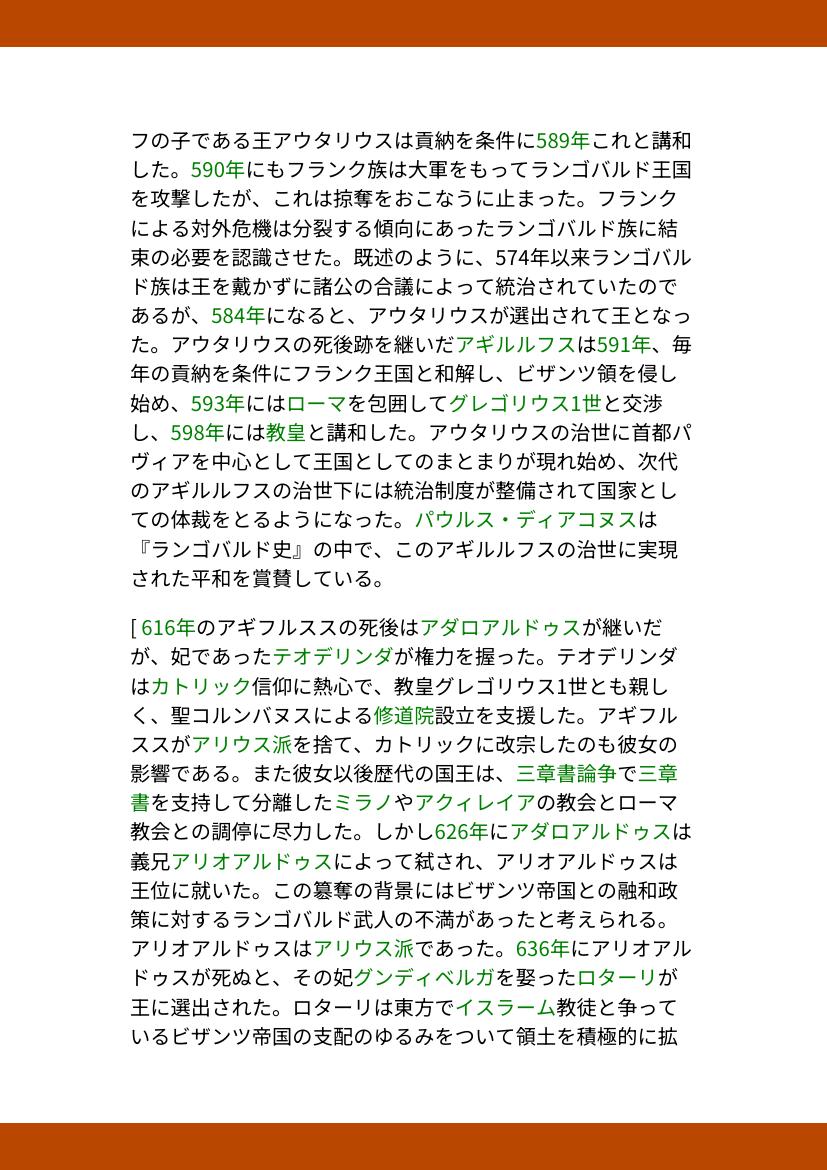 フの子である王アウタリウスは貢納を条件に589年これと講和
した。590年にもフランク族は大軍をもってランゴバルド王国
を攻撃したが、これは掠奪をおこなうに止まった。フランク
による対外危機は分裂する傾向にあったランゴバルド族に結
束の必要を認識させた。既述のように、574年以来ランゴバル
ド族は王を戴かずに諸公の合議によって統治されていたので
あるが、584年になると、アウタリウスが選出されて王となっ
た。アウタリウスの死後跡を継いだアギルルフスは591年、毎
年の貢納を条件にフランク王国と和解し、ビザンツ領を侵し
始め、593年にはローマを包囲してグレゴリウス1世と交渉
し、598年には教皇と講和した。アウタリウスの治世に首都パ
ヴィアを中心として王国としてのまとまりが現れ始め、次代
のアギルルフスの治世下には統治制度が整備されて国家とし
ての体裁をとるようになった。パウルス・ディアコヌスは
『ランゴバルド史』の中で、このアギルルフスの治世に実現
された平和を賞賛している。
[ 616年のアギフルススの死後はアダロアルドゥスが継いだ
が、妃であったテオデリンダが権力を握った。テオデリンダ
はカトリック信仰に熱心で、教皇グレゴリウス1世とも親し
く、聖コルンバヌスによる修道院設立を支援した。アギフル
ススがアリウス派を捨て、カトリックに改宗したのも彼女の
影響である。また彼女以後歴代の国王は、三章書論争で三章
書を支持して分離したミラノやアクィレイアの教会とローマ
教会との調停に尽力した。しかし626年にアダロアルドゥスは
義兄アリオアルドゥスによって弑され、アリオアルドゥスは
王位に就いた。この簒奪の背景にはビザンツ帝国との融和政
策に対するランゴバルド武人の不満があったと考えられる。
アリオアルドゥスはアリウス派であった。636年にアリオアル
ドゥスが死ぬと、その妃グンディベルガを娶ったロターリが
王に選出された。ロターリは東方でイスラーム教徒と争って
いるビザンツ帝国の支配のゆるみをついて領土を積極的に拡